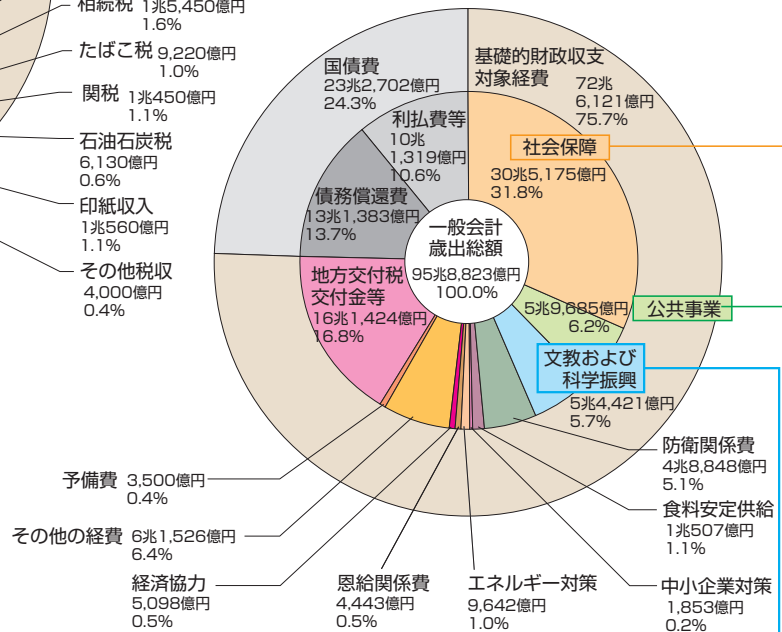 相続税 1兆5,450億円
1.6%
たばこ税 9,220億円
1.0%
関税 1兆450億円
1.1%
石油石炭税
6,130億円
0.6%
印紙収入
1兆560億円
1.1%
その他税収
4,000億円
0.4%
国債費
23兆2,702億円
24.3%
基礎的財政収支
対象経費
72兆
6,121億円
75.7%
利払費等
10兆
1,319億円
10.6%
社会保障
30兆5,175億円
31.8%
債務償還費
13兆1,383億円
13.7%
一般会計
歳出総額
95兆8,823億円
100.0%
地方交付税
交付金等
16兆1,424億円
16.8%
5兆9,685億円
6.2%
公共事業
文教および
科学振興
5兆4,421億円
5.7%
防衛関係費
4兆8,848億円
5.1%
食料安定供給
1兆507億円
1.1%
中小企業対策
1,853億円
0.2%
エネルギー対策
9,642億円
1.0%
恩給関係費
4,443億円
0.5%
経済協力
5,098億円
0.5%
その他の経費 6兆1,526億円
6.4%
予備費 3,500億円
0.4%